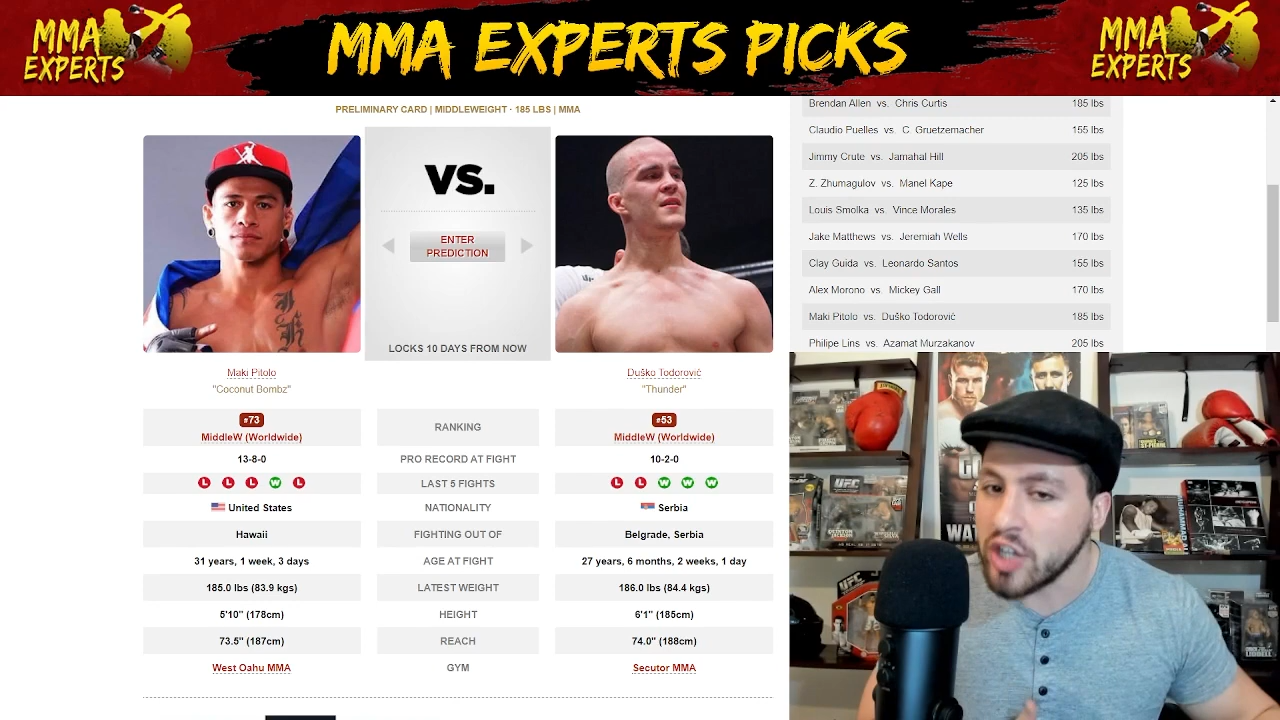 MMA
EXPERTS
MMA EXPERTS PICKS
MMA
EXPERTS
PRELIMINARY CARD | MIDDLEWEIGHT · 185 LBS | MMA
VS.
ENTER
PREDICTION
LOCKS 10 DAYS FROM NOW
Maki Pitolo
Duško Todorović
"Coconut Bombz"
"Thunder"
#73
MiddleW (Worldwide)
RANKING
#53
MiddleW (Worldwide)
13-8-0
PRO RECORD AT FIGHT
10-2-0
L L L W L
LAST 5 FIGHTS
L L W W W
United States
NATIONALITY
Serbia
Hawaii
FIGHTING OUT OF
Belgrade, Serbia
31 years, 1 week, 3 days
AGE AT FIGHT
27 years, 6 months, 2 weeks, 1 day
185.0 lbs (83.9 kgs)
LATEST WEIGHT
186.0 lbs (84.4 kgs)
5'10" (178cm)
HEIGHT
6'1" (185cm)
73.5" (187cm)
REACH
74.0" (188cm)
West Oahu MMA
GYM
Secutor MMA
Brendan Allen vs. Chris Curtis 185 lbs
Claudio Puelles vs. C. Gruetzemacher 155 lbs
Jimmy Crute vs. Jamahal Hill 205 lbs
Z. Zhumagulov vs. Manel Kape 125 lbs
Louis Smolka vs. Vince Morales 135 lbs
Jake Matthews vs. Jeremiah Wells 170 lbs
Clay Guida vs. Leonardo Santos 155 lbs
Alex Morono vs. Mickey Gall 170 lbs
Maki Pitolo vs. Duško Todorović 185 lbs
Philipe Lins vs. Azamat Murzakanov 205 lbs
UFC
UFC